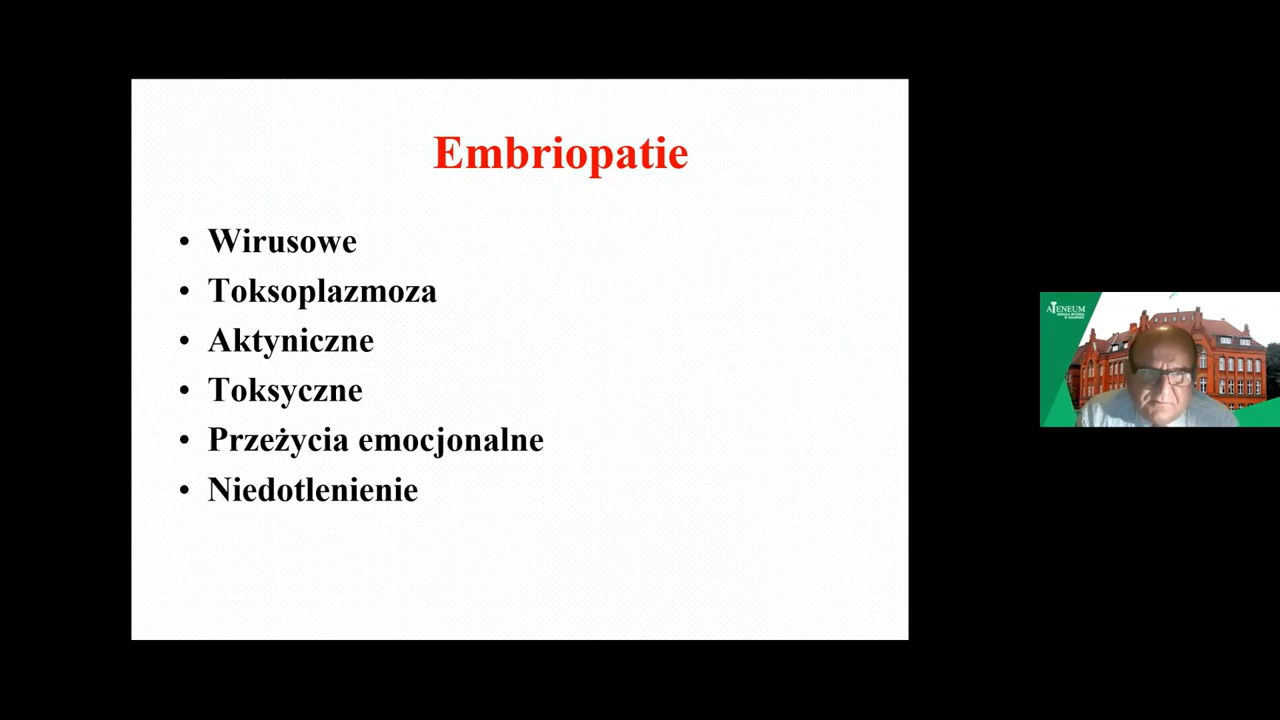 Embriopatie
• Wirusowe
• Toksoplazmoza
• Aktyniczne
• Toksyczne
• Przeżycia emocjonalne
• Niedotlenienie
ATENEUM